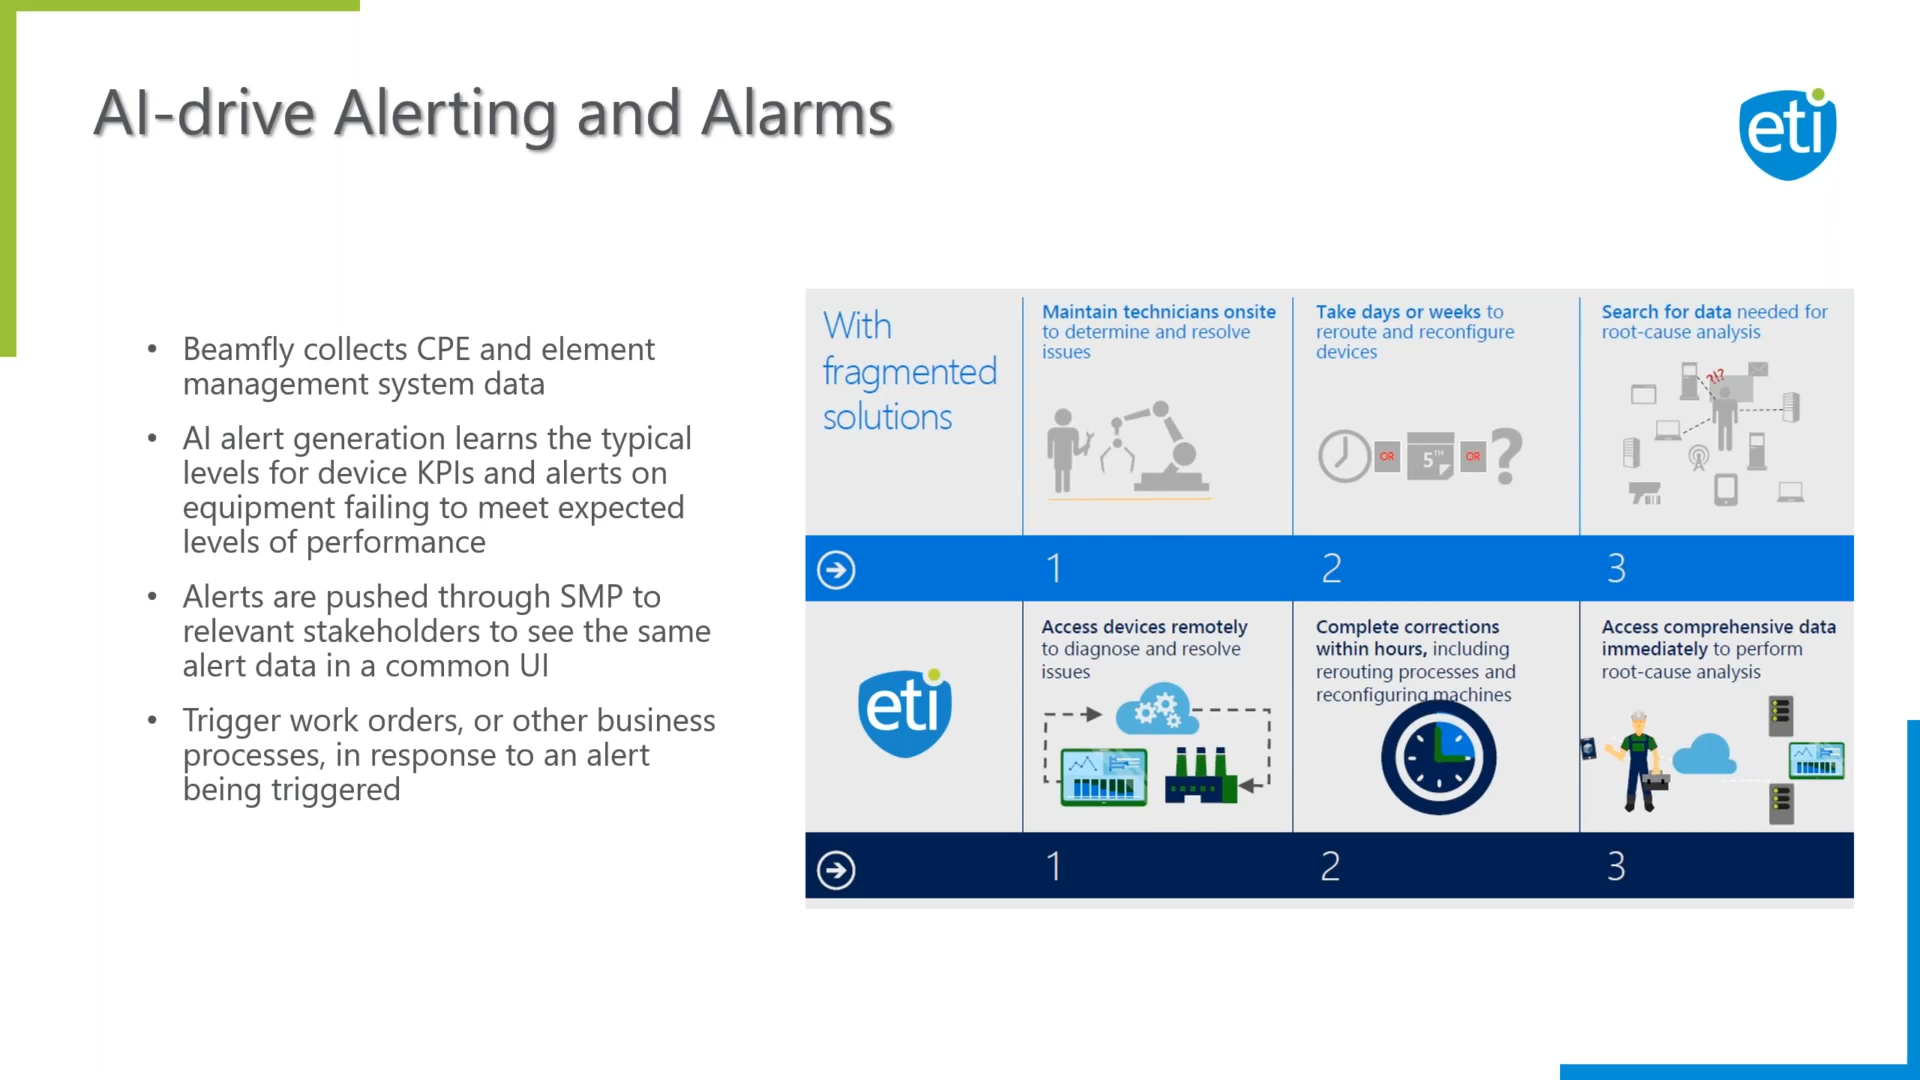 AI-drive Alerting and Alarms
eti
• Beamfly collects CPE and element
management system data
• AI alert generation learns the typical
levels for device KPIs and alerts on
equipment failing to meet expected
levels of performance
• Alerts are pushed through SMP to
relevant stakeholders to see the same
alert data in a common UI
• Trigger work orders, or other business
processes, in response to an alert
being triggered
With
fragmented
solutions
Maintain technicians onsite
to determine and resolve
issues
Take days or weeks to
reroute and reconfigure
devices
OR
5TH
OR
?
Search for data needed for
root-cause analysis
?!?
1
2
3
eti
Access devices remotely
to diagnose and resolve
issues
Complete corrections
within hours, including
rerouting processes and
reconfiguring machines
Access comprehensive data
immediately to perform
root-cause analysis
1
2
3